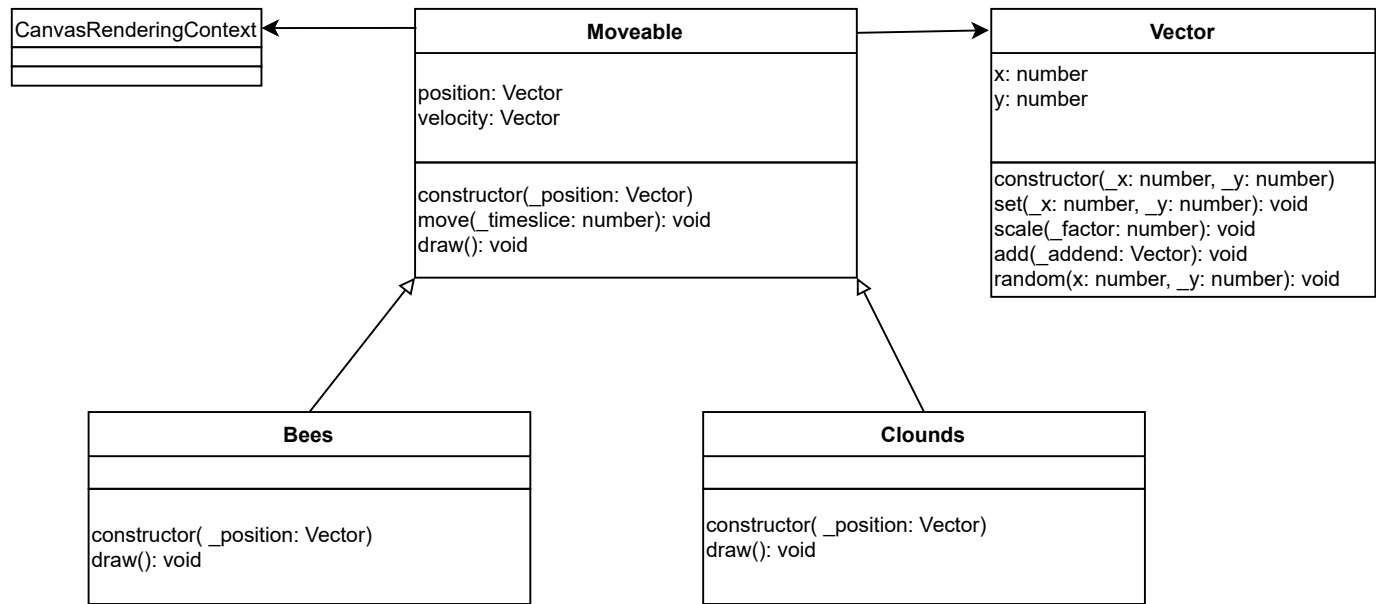 CanvasRenderingContext
Moveable
position: Vector
velocity: Vector
constructor(_position: Vector)
move(_timeslice: number): void
draw(): void
Vector
x: number
y: number
constructor(_x: number, _y: number)
set(_x: number, _y: number): void
scale(_factor: number): void
add(_addend: Vector): void
random(x: number, _y: number): void
Bees
constructor( _position: Vector)
draw(): void
Clounds
constructor( _position: Vector)
draw(): void